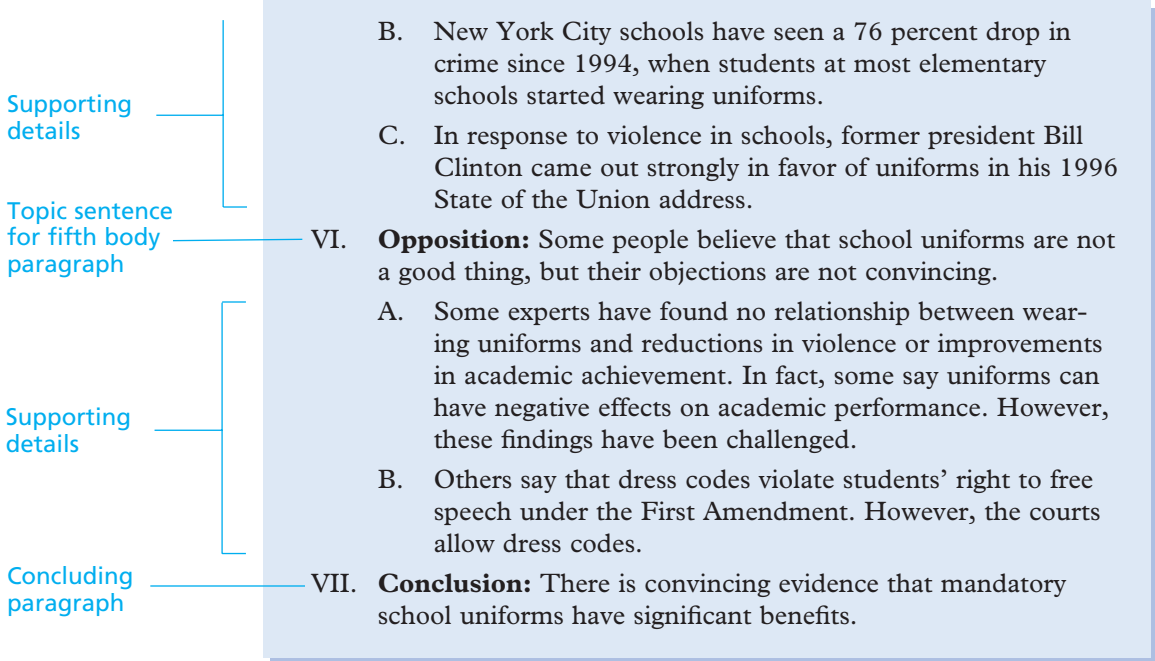 B. New York City schools have seen a 76 percent drop in
crime since 1994, when students at most elementary
schools started wearing uniforms.
Supporting
details
C. In response to violence in schools, former president Bill
Clinton came out strongly in favor of uniforms in his 1996
State of the Union address.
Topic sentence
for fifth body
paragraph
VI. Opposition: Some people believe that school uniforms are not
a good thing, but their objections are not convincing.
A. Some experts have found no relationship between wear-
ing uniforms and reductions in violence or improvements
in academic achievement. In fact, some say uniforms can
have negative effects on academic performance. However,
these findings have been challenged.
Supporting
details
B. Others say that dress codes violate students’ right to free
speech under the First Amendment. However, the courts
allow dress codes.
Concluding
paragraph
VII. Conclusion: There is convincing evidence that mandatory
school uniforms have significant benefits.